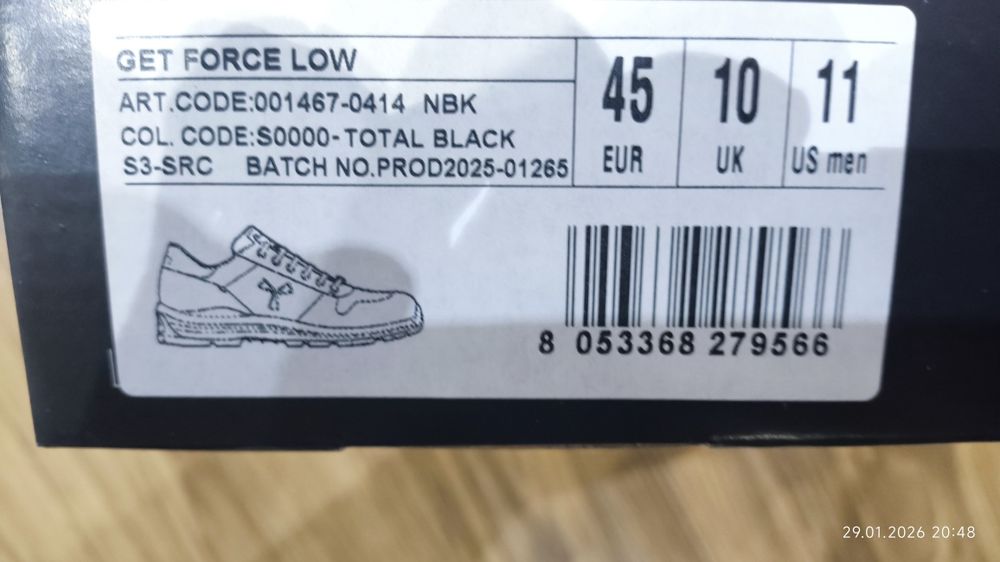 GET FORCE LOW
ART.CODE:001467-0414 NBK
COL. CODE:S0000-TOTAL BLACK
S3-SRC BATCH NO.PROD2025-01265
45 10 11
EUR UK US men
8 053368 279566
29.01.2026 20:48